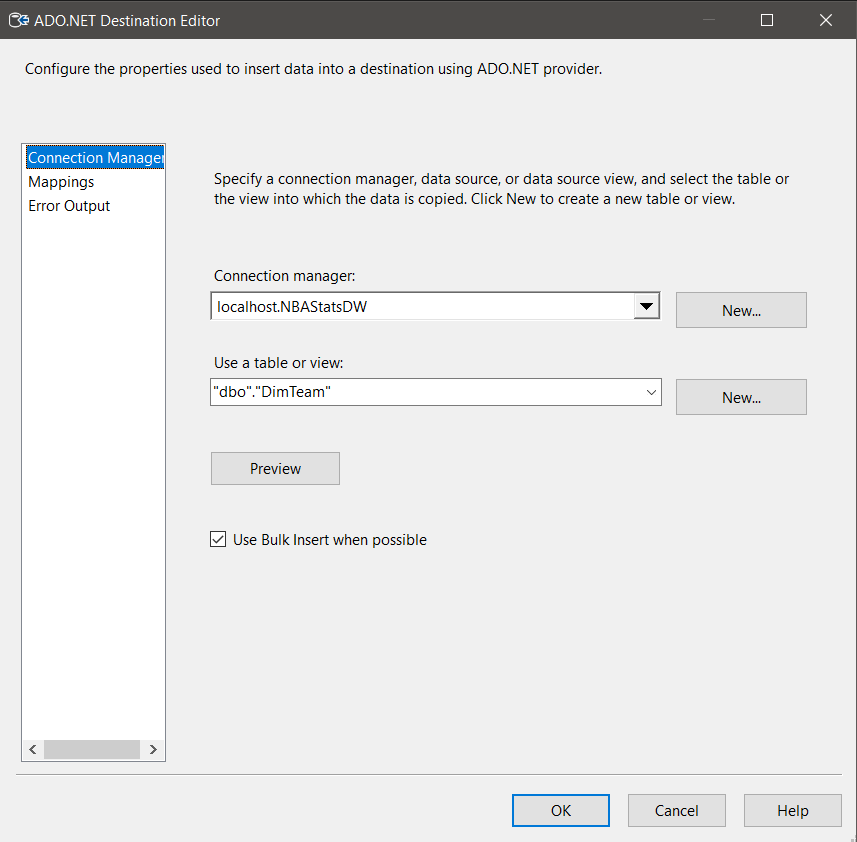 ADO.NET Destination Editor
Configure the properties used to insert data into a destination using ADO.NET provider.
Connection Manager
Mappings
Error Output
Specify a connection manager, data source, or data source view, and select the table or
the view into which the data is copied. Click New to create a new table or view.
Connection manager:
localhost.NBAStatsDW
New...
Use a table or view:
"dbo"."DimTeam"
New...
Preview
Use Bulk Insert when possible
OK
Cancel
Help